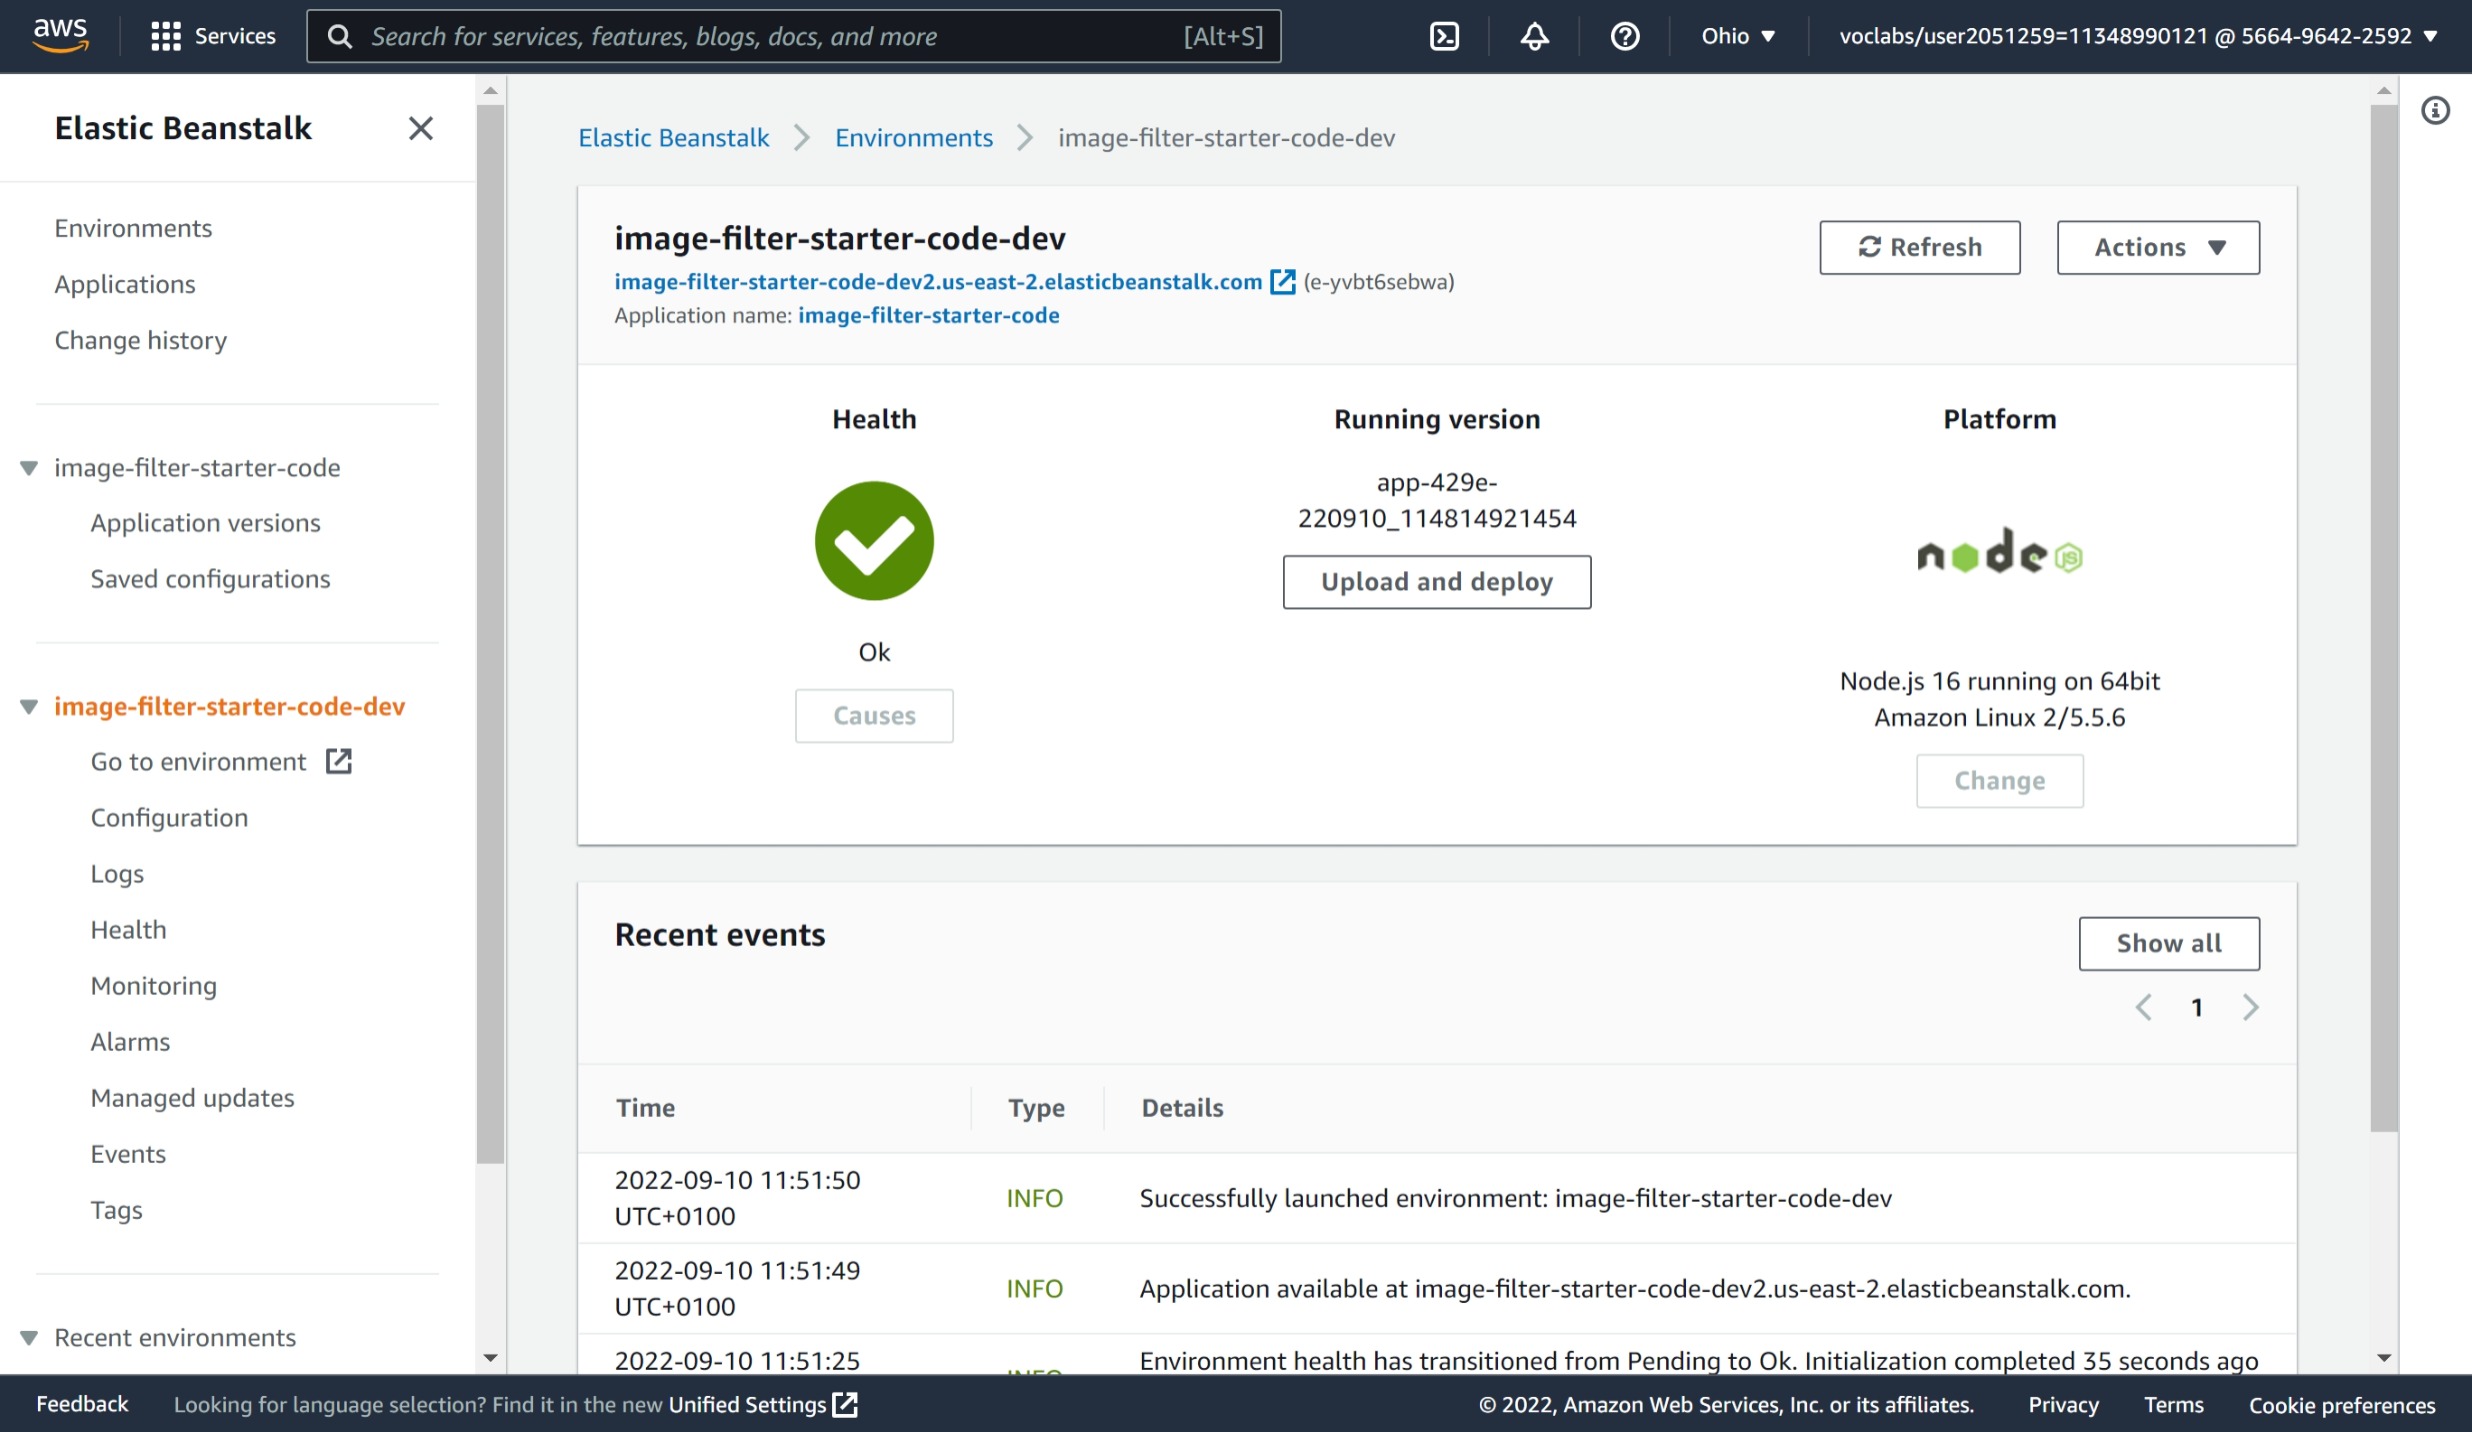 aws
Services
Search for services, features, blogs, docs, and more
[Alt+S]
Ohio
voclabs/user2051259=11348990121 @ 5664-9642-2592
Elastic Beanstalk
Environments
Applications
Change history
image-filter-starter-code
Application versions
Saved configurations
image-filter-starter-code-dev
Go to environment
Configuration
Logs
Health
Monitoring
Alarms
Managed updates
Events
Tags
Recent environments
Elastic Beanstalk
Environments
image-filter-starter-code-dev
image-filter-starter-code-dev
image-filter-starter-code-dev2.us-east-2.elasticbeanstalk.com (e-yvbt6sebwa)
Application name: image-filter-starter-code
Refresh
Actions
Health
Ok
Causes
Running version
app-429e-
220910_114814921454
Upload and deploy
Platform
node JS
Node.js 16 running on 64bit
Amazon Linux 2/5.5.6
Change
Recent events
Show all
1
Time
Type
Details
2022-09-10 11:51:50
UTC+0100
INFO
Successfully launched environment: image-filter-starter-code-dev
2022-09-10 11:51:49
UTC+0100
INFO
Application available at image-filter-starter-code-dev2.us-east-2.elasticbeanstalk.com.
2022-09-10 11:51:25
INFO
Environment health has transitioned from Pending to Ok. Initialization completed 35 seconds ago
Feedback
Looking for language selection? Find it in the new Unified Settings
© 2022, Amazon Web Services, Inc. or its affiliates.
Privacy
Terms
Cookie preferences